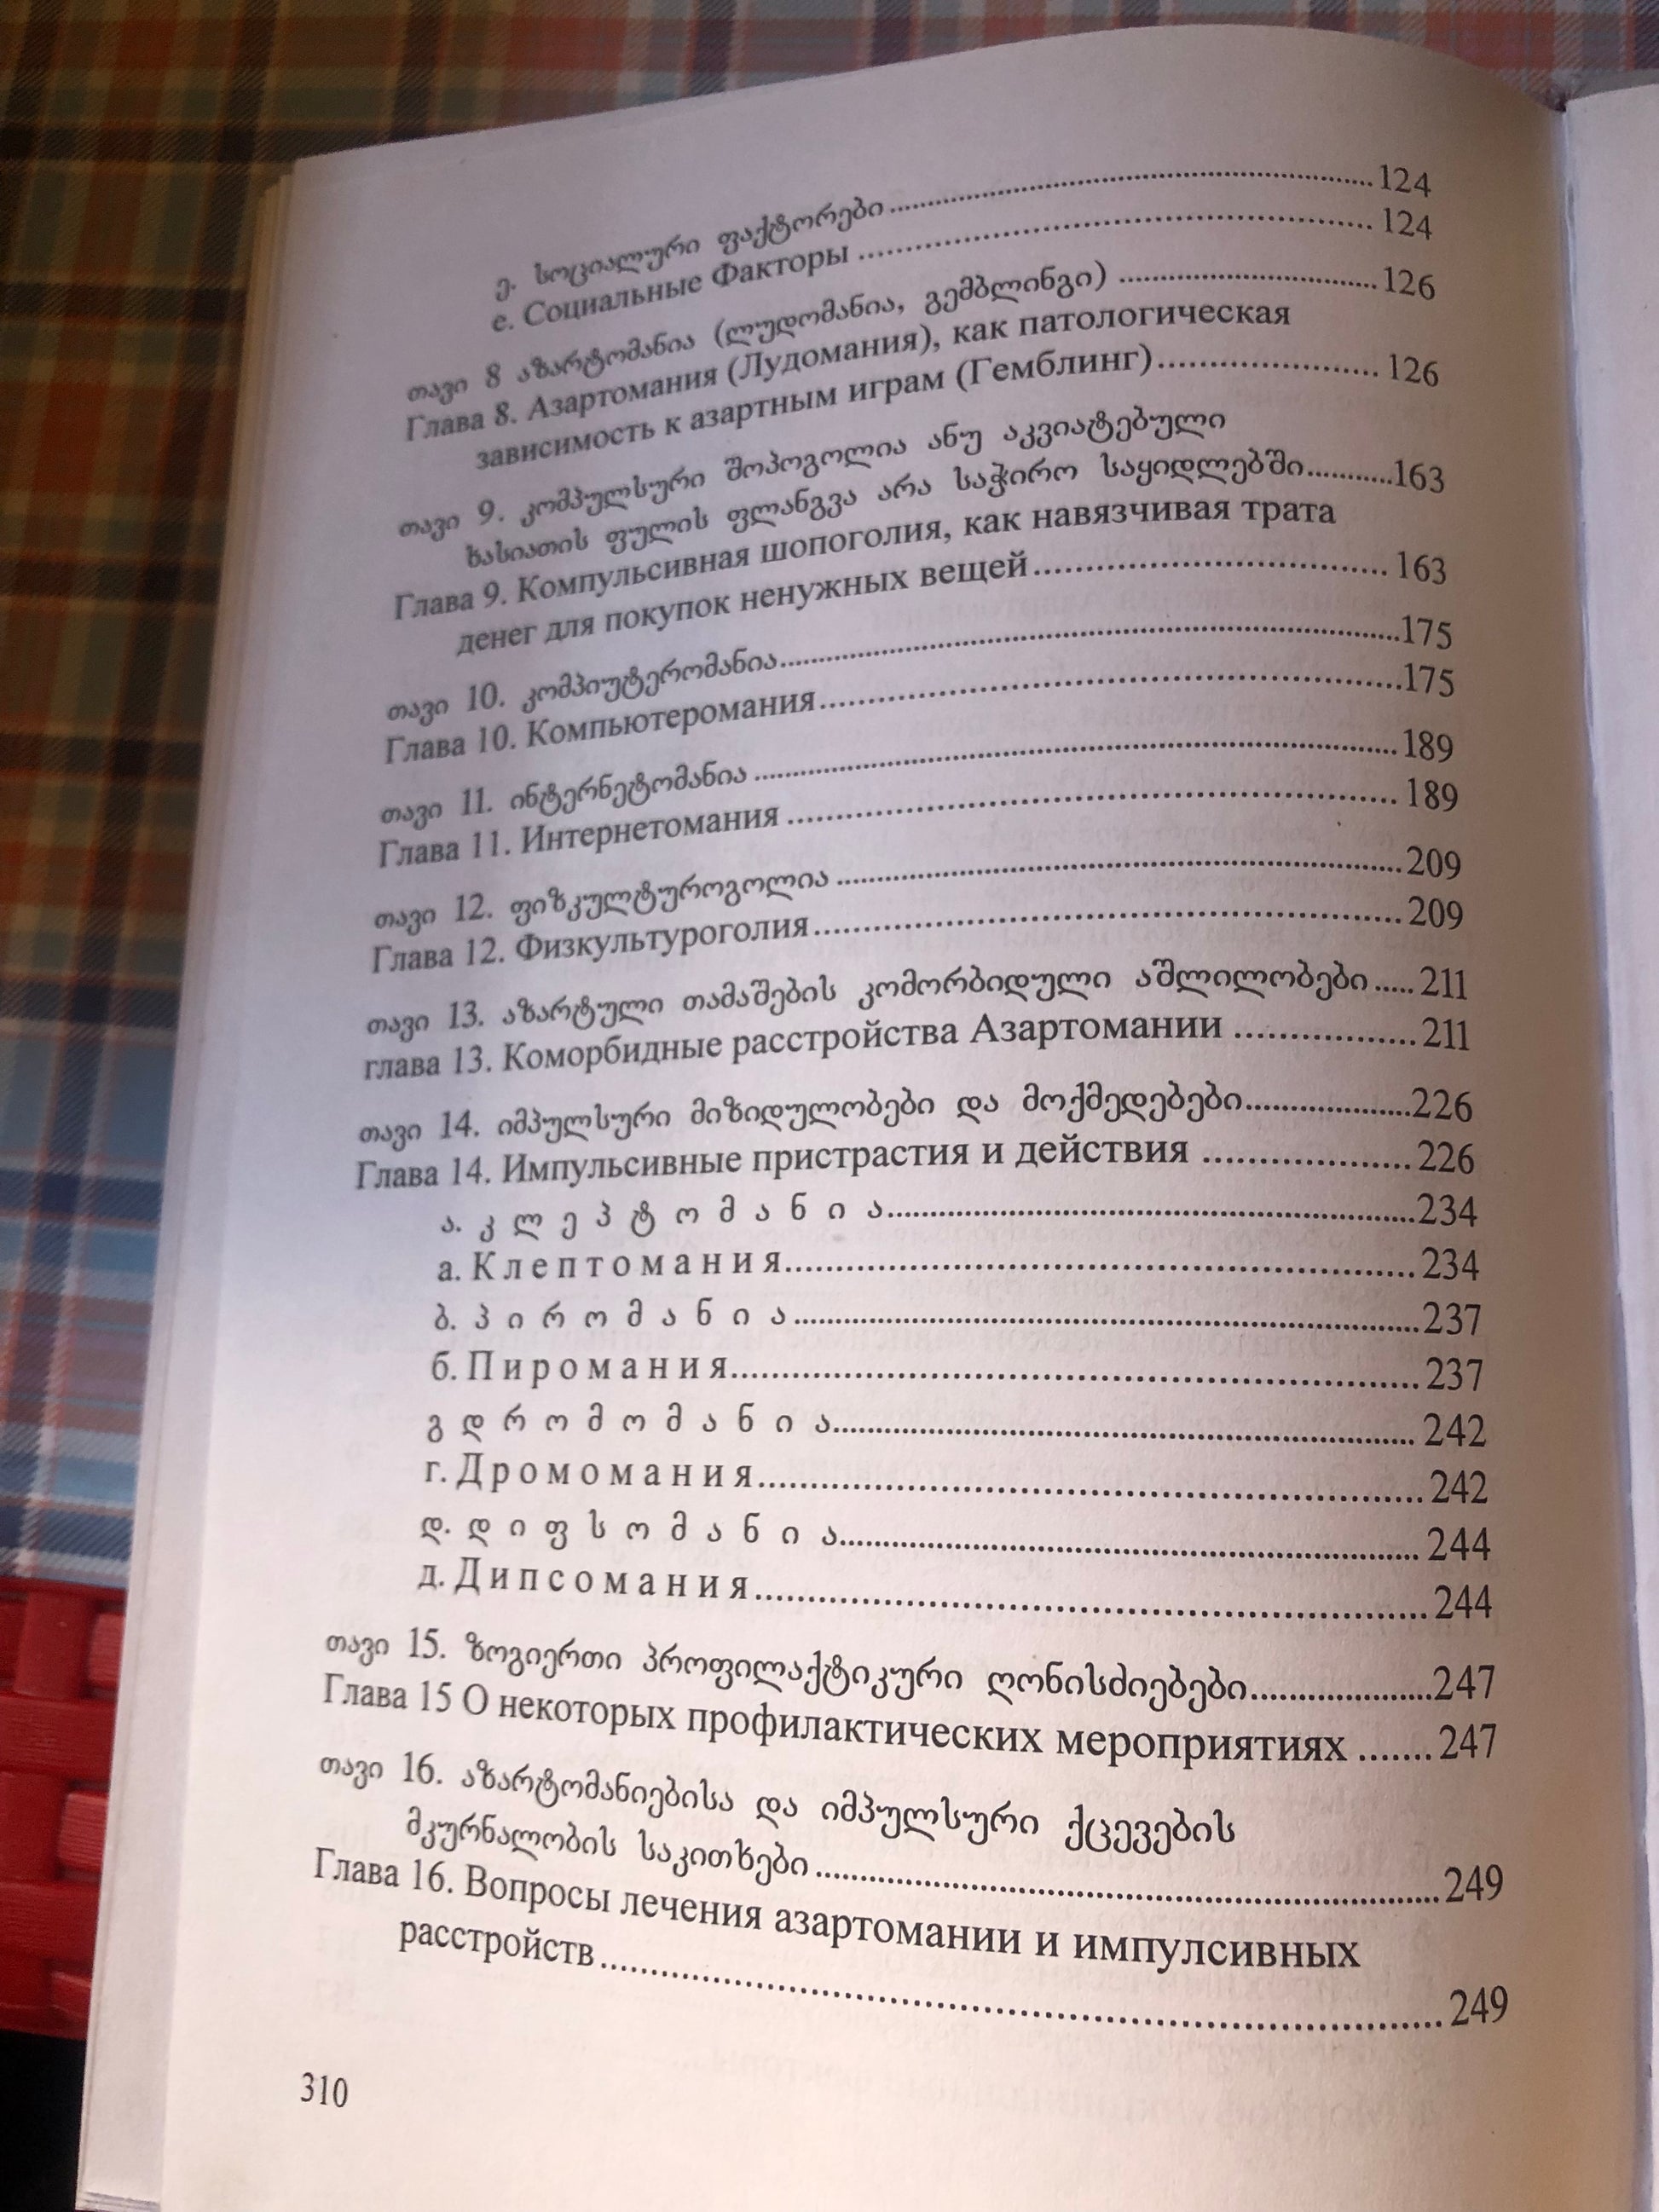 ე. სოციალური ფაქტორები ........ 124
е. Социальные Факторы ........ 124
თავი 8 აზარტომანია (ლუდომანია, გემბლინგი) ........ 126
Глава 8. Азартомания (Лудомания), как патологическая
зависимость к азартным играм (Гемблинг) ........ 126
თავი 9. კომპულსური შოპოგოლია ანუ აკვიატებული
ხასიათის ფულის ფლანგვა არა საჭირო საყიდლებში ........ 163
Глава 9. Компульсивная шопоголия, как навязчивая трата
денег для покупок ненужных вещей ........ 163
თავი 10. კომპიუტერომანია ........ 175
Глава 10. Компьютеромания ........ 175
თავი 11. ინტერნეტომანია ........ 189
Глава 11. Интернетомания ........ 189
თავი 12. ფიზკულტუროგოლია ........ 209
Глава 12. Физкультуроголия ........ 209
თავი 13. აზარტული თამაშების კომორბიდული აშლილობები ..... 211
глава 13. Коморбидные расстройства Азартомании ........ 211
თავი 14. იმპულსური მიზიდულობები და მოქმედებები ........ 226
Глава 14. Импульсивные пристрастия и действия ........ 226
ა. კ ლ ე პ ტ ო მ ა ნ ი ა ........ 234
а. К л е п т о м а н и я ........ 234
ბ. პ ი რ ო მ ა ნ ი ა ........ 237
б. П и р о м а н и я ........ 237
გ დ რ ო მ ო მ ა ნ ი ა ........ 242
г. Д р о м о м а н и я ........ 242
დ. დ ი ფ ს ო მ ა ნ ი ა ........ 244
д. Д и п с о м а н и я ........ 244
თავი 15. ზოგიერთი პროფილაქტიკური ღონისძიებები ........ 247
Глава 15 О некоторых профилактических мероприятиях ....... 247
თავი 16. აზარტომანიებისა და იმპულსური ქცევების
მკურნალობის საკითხები ........ 249
Глава 16. Вопросы лечения азартомании и импулсивных
расстройств ........ 249
310